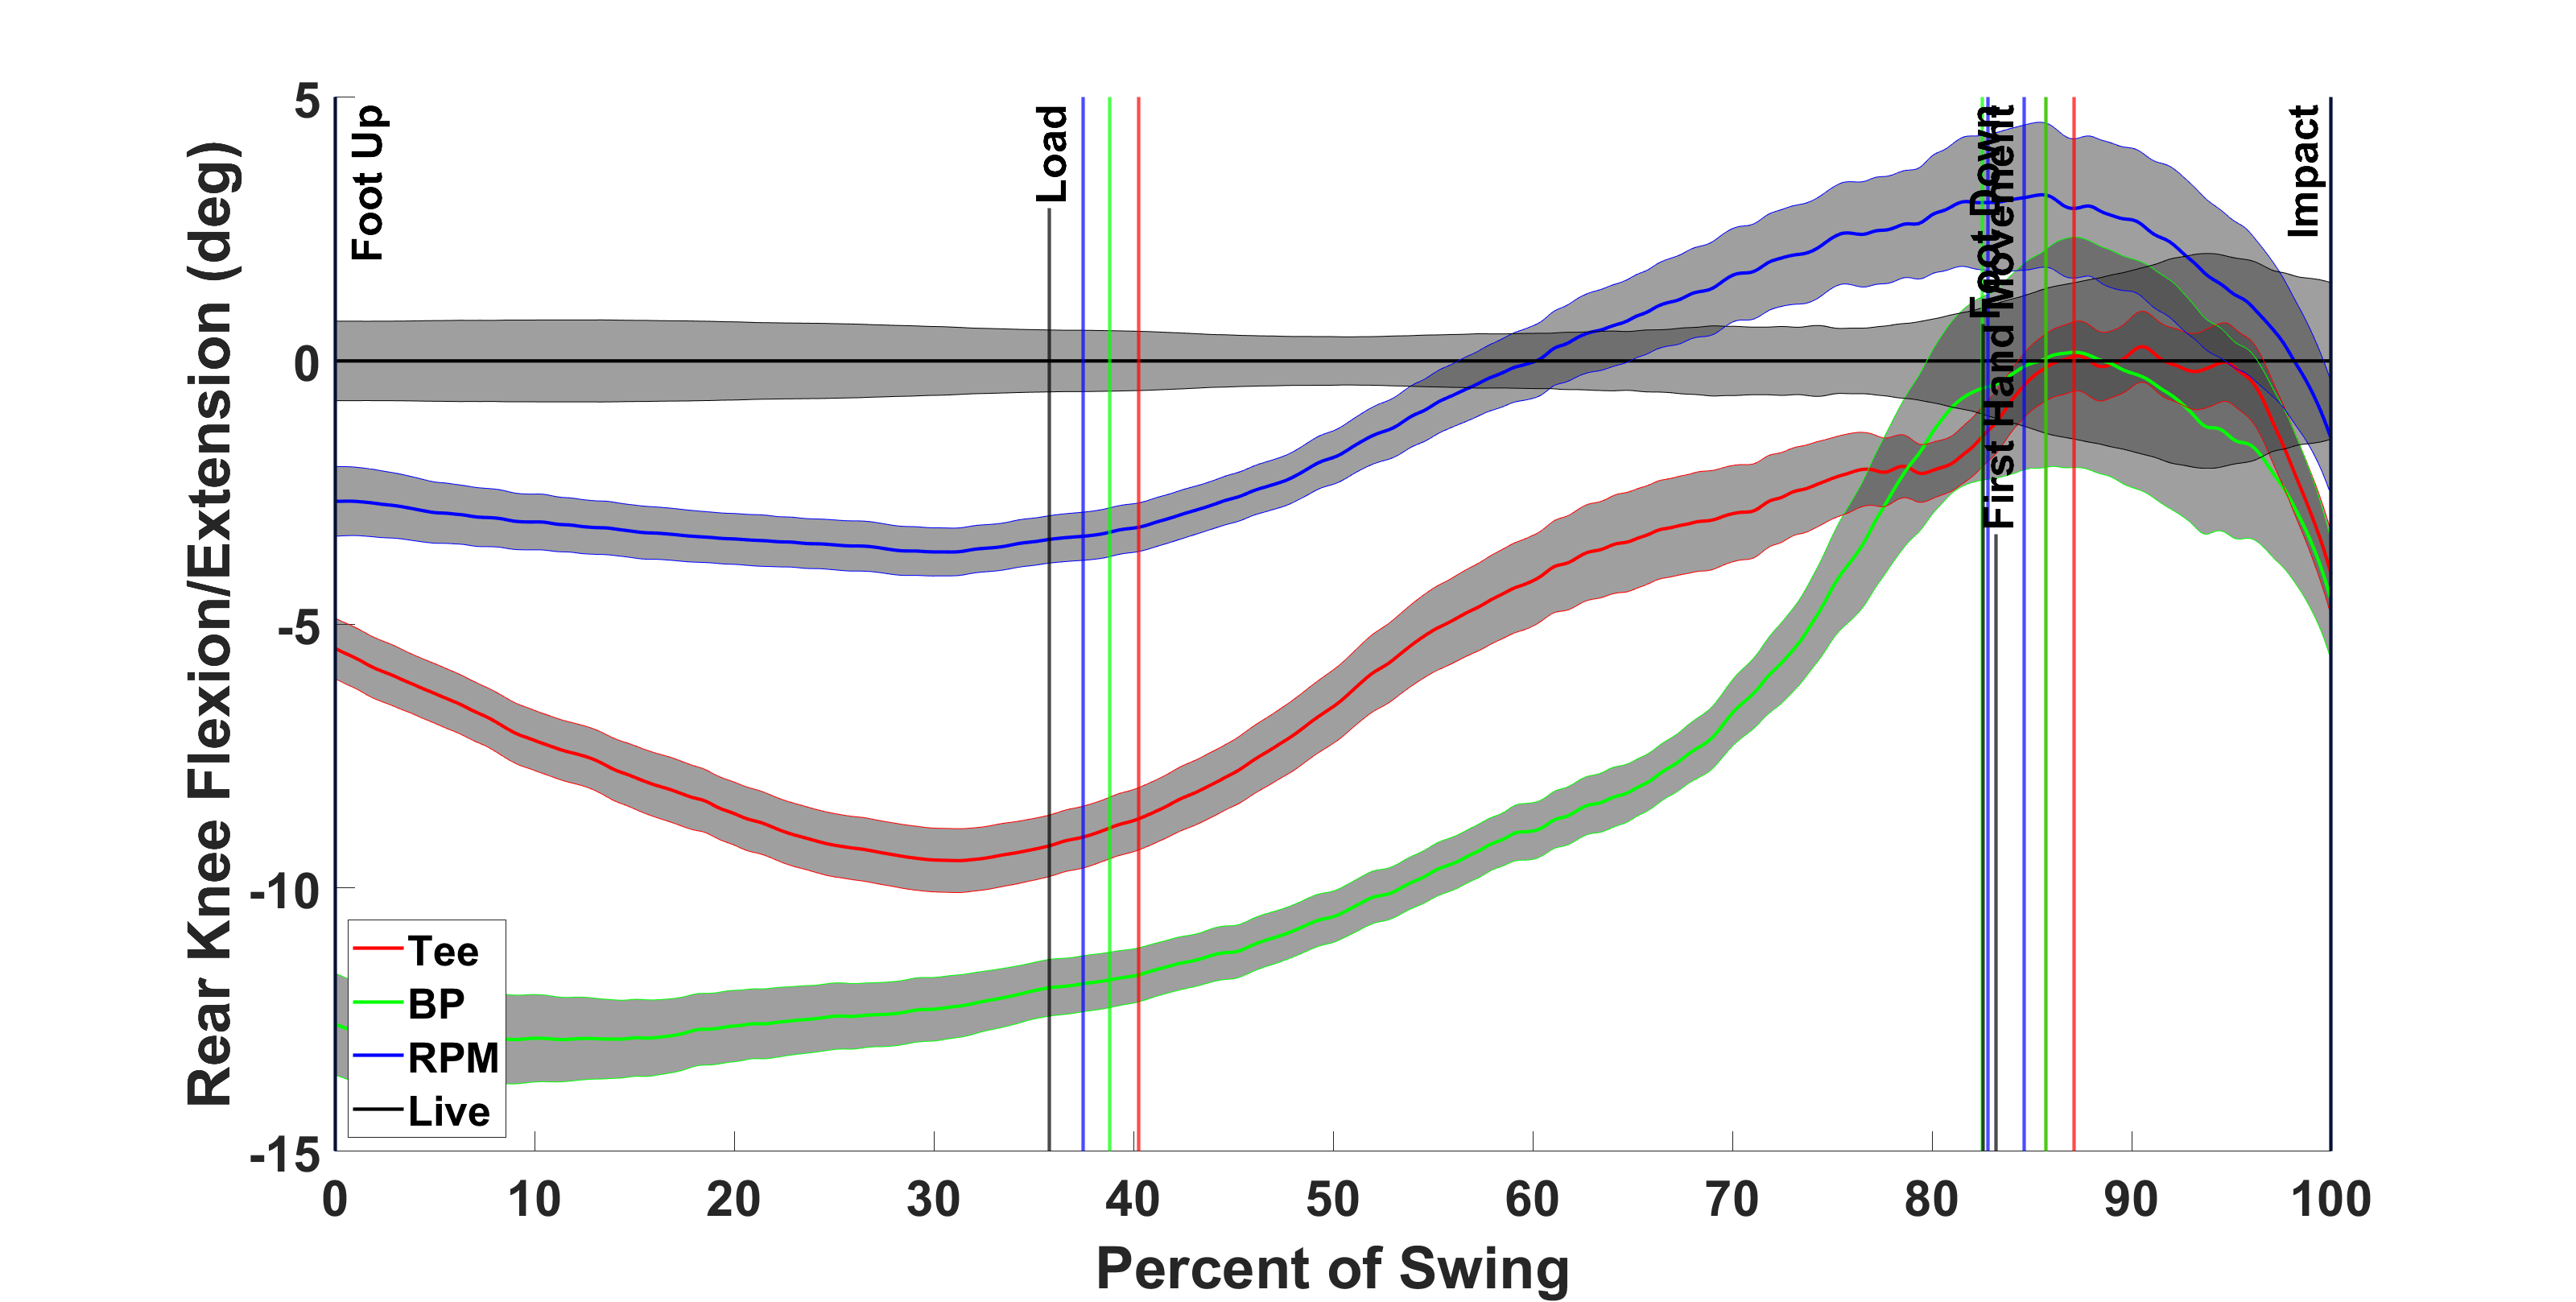 Rear Knee Flexion/Extension (deg)
5
0
-5
-10
-15
Foot Up
Load
Foot Down
First Hand Movement
Impact
Tee
BP
RPM
Live
0 10 20 30 40 50 60 70 80 90 100
Percent of Swing